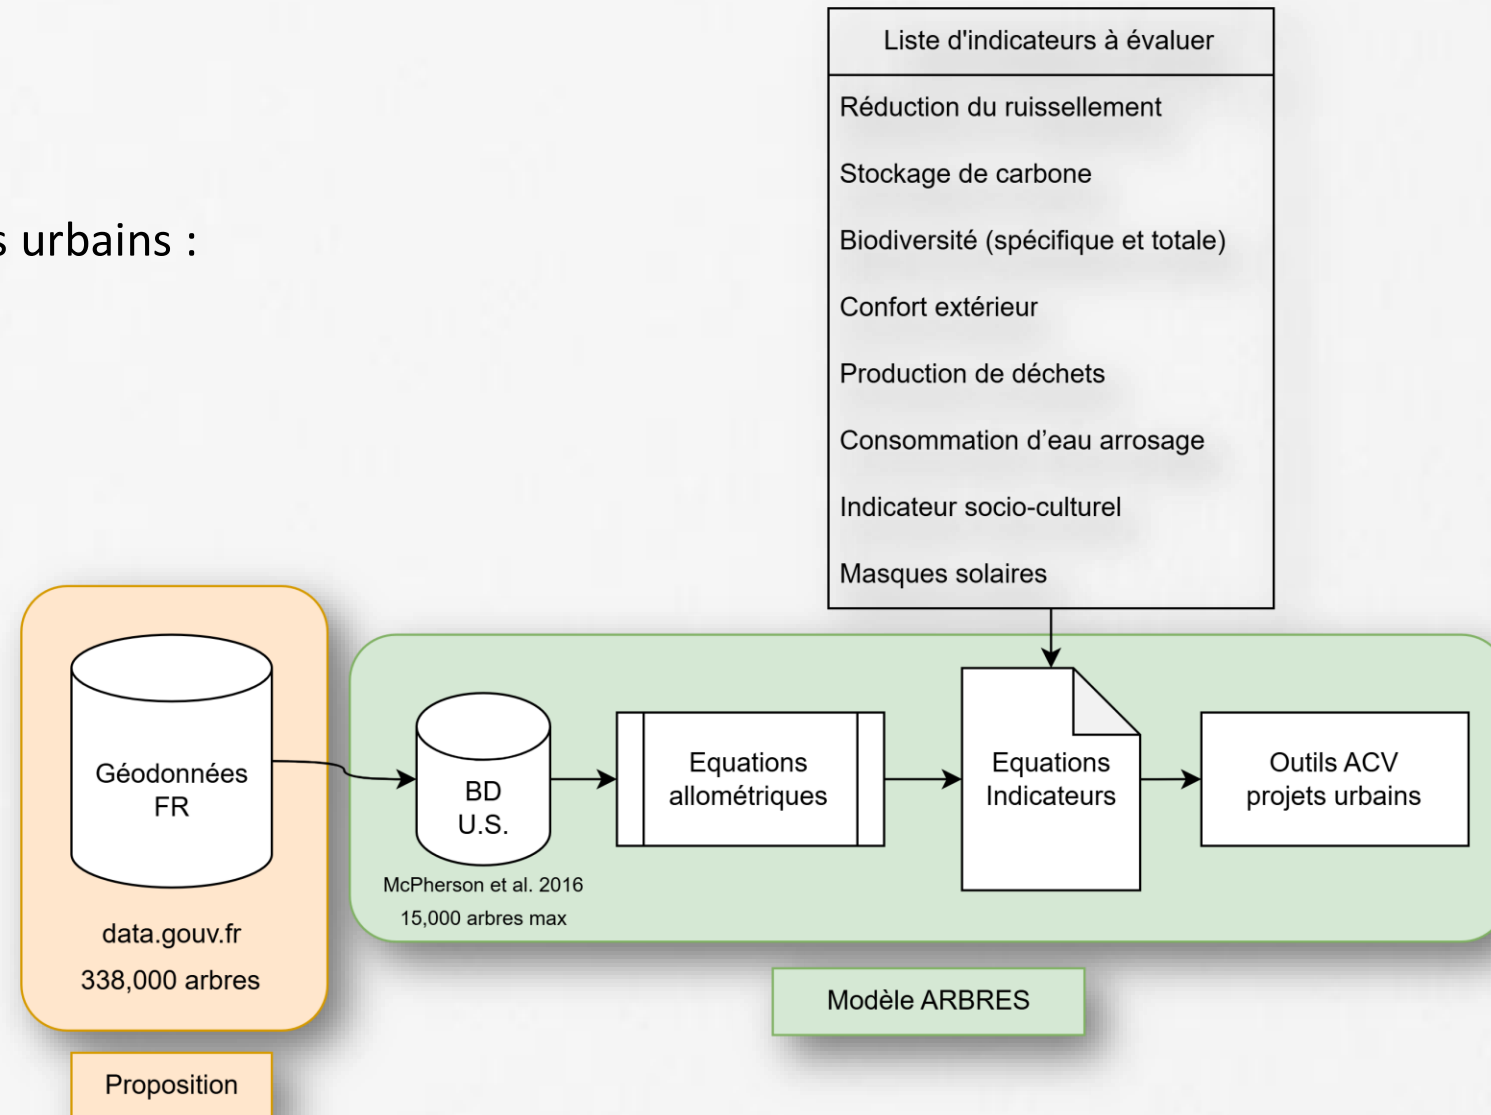 Liste d'indicateurs à évaluer
Réduction du ruissellement
Stockage de carbone
Biodiversité (spécifique et totale)
Confort extérieur
Production de déchets
Consommation d’eau arrosage
Indicateur socio-culturel
Masques solaires
urbains :
Géodonnées
FR
data.gouv.fr
338,000 arbres
Proposition
BD
U.S.
McPherson et al. 2016
15,000 arbres max
Equations
allométriques
Equations
Indicateurs
Outils ACV
projets urbains
Modèle ARBRES